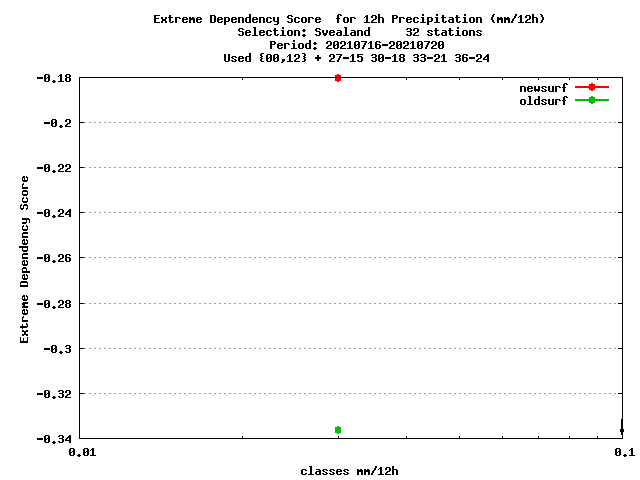 Extreme Dependency Score  for 12h Precipitation (mm/12h)
Selection: Svealand     32 stations
Period: 20210716-20210720
Used {00,12} + 27-15 30-18 33-21 36-24
newsurf
oldsurf
-0.18
-0.2
-0.22
-0.24
-0.26
-0.28
-0.3
-0.32
-0.34
Extreme Dependency Score
0.01
0.1
classes mm/12h